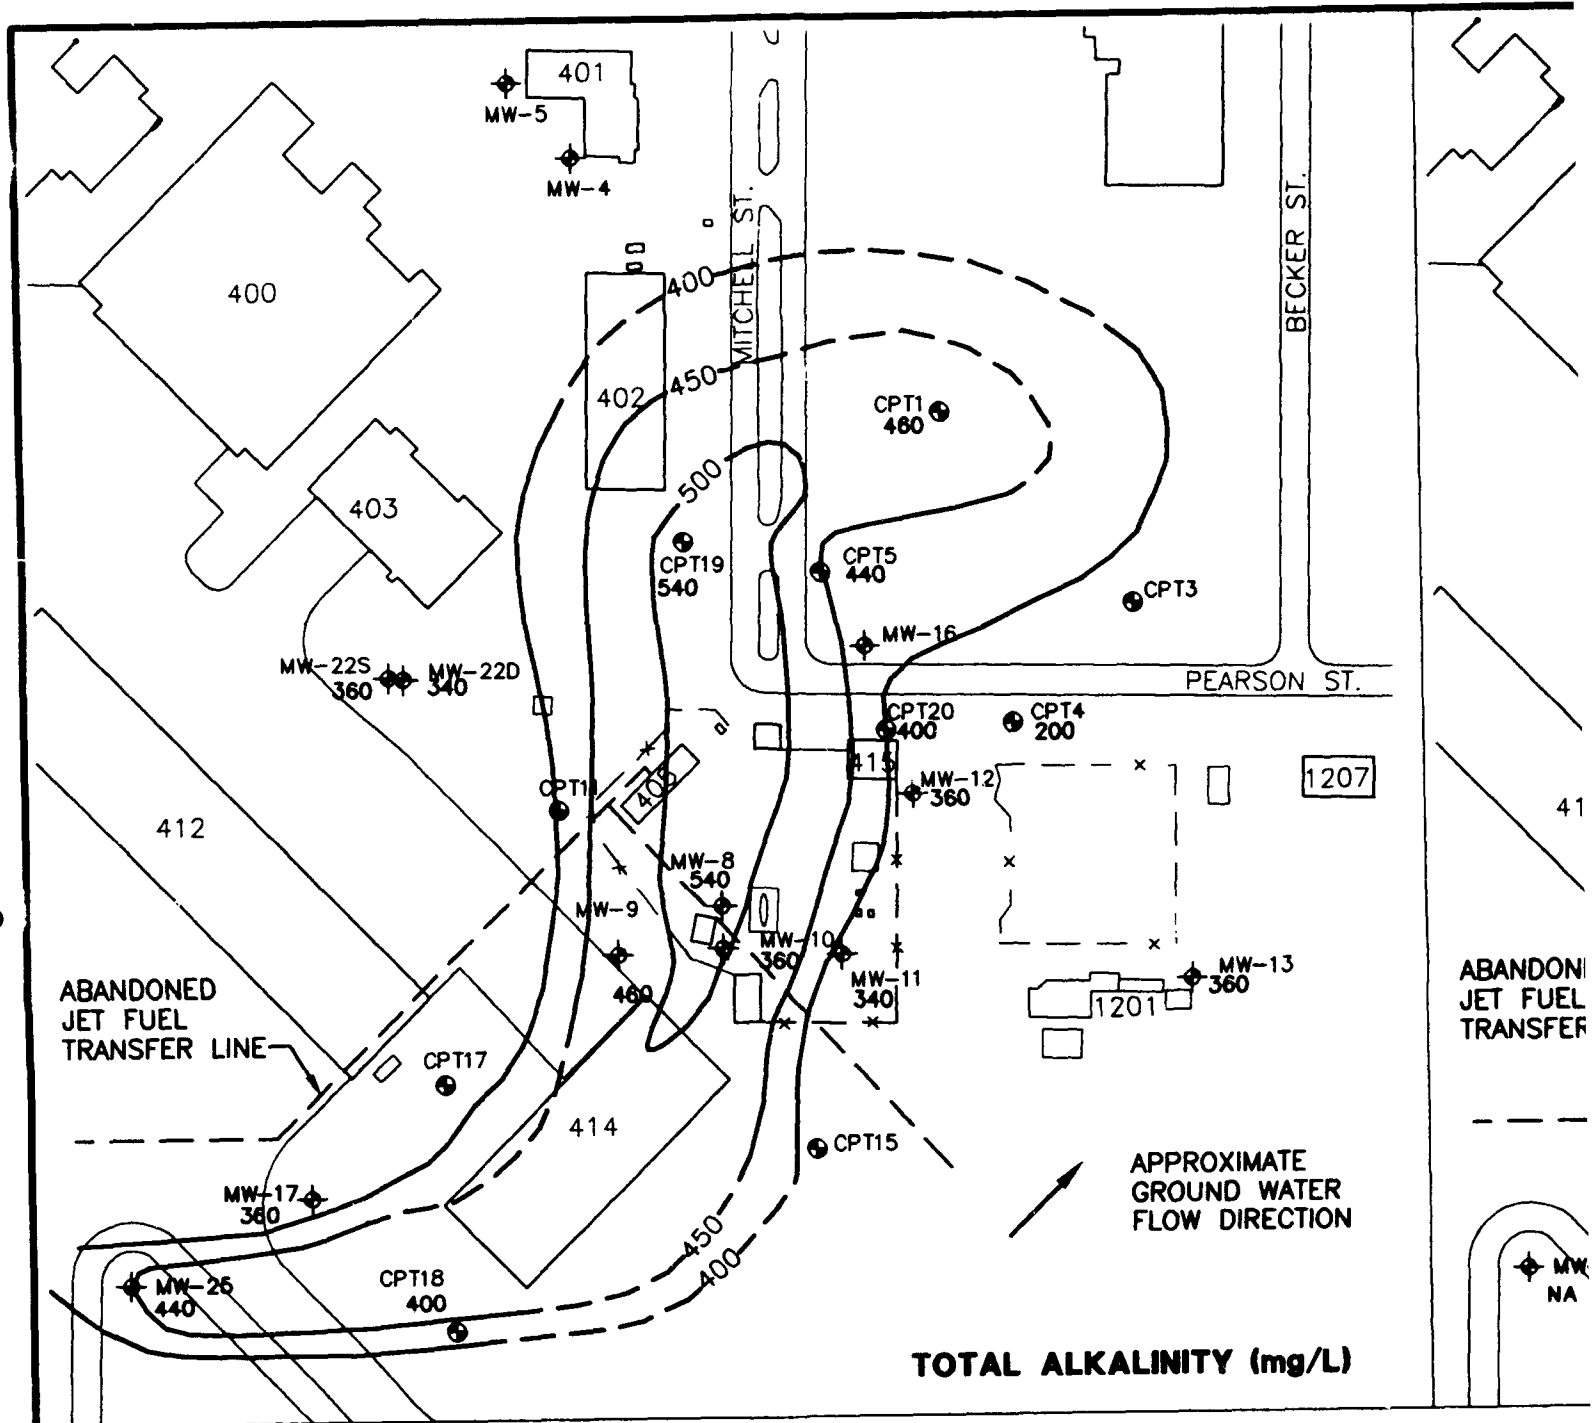 401
MW-5
MW-4
MITCHELL ST.
BECKER ST.
400
400
450
402
CPT1
460
500
403
CPT19
540
CPT5
440
CPT3
MW-16
MW-22S
360
MW-22D
340
PEARSON ST.
CPT20
400
CPT4
200
415
MW-12
360
1207
CPT11
405
412
41
MW-8
540
MW-9
460
MW-10
360
MW-11
340
MW-13
360
1201
ABANDONED
JET FUEL
TRANSFER LINE
ABANDON
JET FUEL
TRANSFER
CPT17
414
CPT15
APPROXIMATE
GROUND WATER
FLOW DIRECTION
MW-17
360
450
400
MW-25
440
CPT18
400
MW
NA
TOTAL ALKALINITY (mg/L)